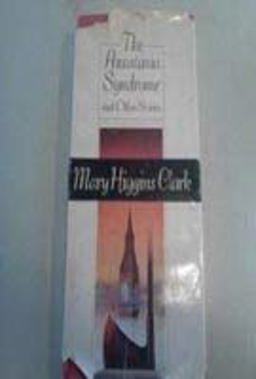 The
Anastasia
Syndrome
and Other Stories
Mary Higgins Clark